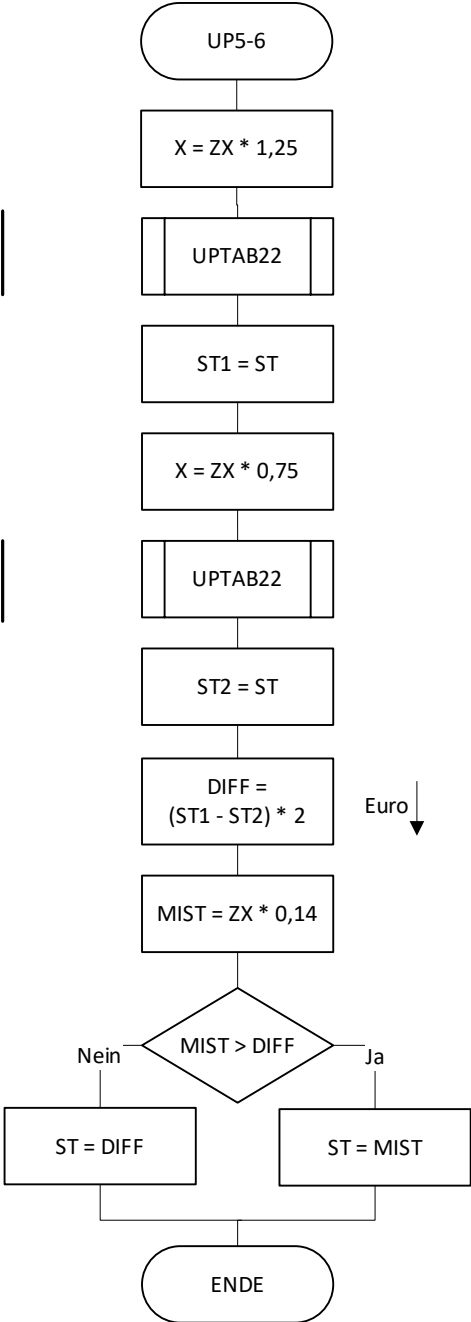 UP5-6
X = ZX * 1,25
UPTAB22
ST1 = ST
X = ZX * 0,75
UPTAB22
ST2 = ST
DIFF =
(ST1 - ST2) * 2
Euro
MIST = ZX * 0,14
MIST > DIFF
Nein
Ja
ST = DIFF
ST = MIST
ENDE